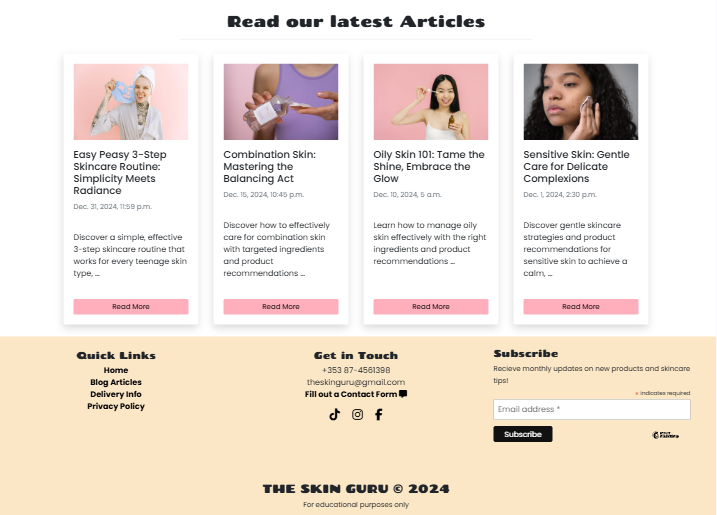 Read our latest Articles
Easy Peasy 3-Step
Skincare Routine:
Simplicity Meets
Radiance
Dec. 31, 2024, 11:59 p.m.
Discover a simple, effective
3-step skincare routine that
works for every teenage skin
type, ...
Read More
Combination Skin:
Mastering the
Balancing Act
Dec. 15, 2024, 10:45 p.m.
Discover how to effectively
care for combination skin
with targeted ingredients
and product
recommendations ...
Read More
Oily Skin 101: Tame the
Shine, Embrace the
Glow
Dec. 10, 2024, 5 a.m.
Learn how to manage oily
skin effectively with the right
ingredients and product
recommendations ...
Read More
Sensitive Skin: Gentle
Care for Delicate
Complexions
Dec. 1, 2024, 2:30 p.m.
Discover gentle skincare
strategies and product
recommendations for
sensitive skin to achieve a
calm, ...
Read More
Quick Links
Home
Blog Articles
Delivery Info
Privacy Policy
Get in Touch
+353 87-4561398
theskinguru@gmail.com
Fill out a Contact Form
Subscribe
Recieve monthly updates on new products and skincare
tips!
* indicates required
Email address *
Subscribe
THE SKIN GURU © 2024
For educational purposes only